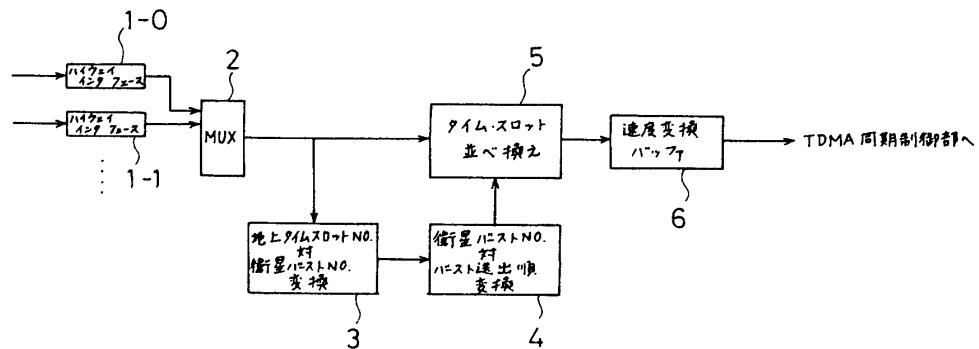 1-0
ハイウェイ
インタフェース
ハイウェイ
インタフェース
1-1
2
MUX
5
タイム・スロット
並べ換え
速度変換
バッファ
6
TDMA同期制御部へ
地上タイムスロットNO.
対
衛星バーストNO.
変換
3
衛星バーストNO.
対
バースト送出順
変換
4